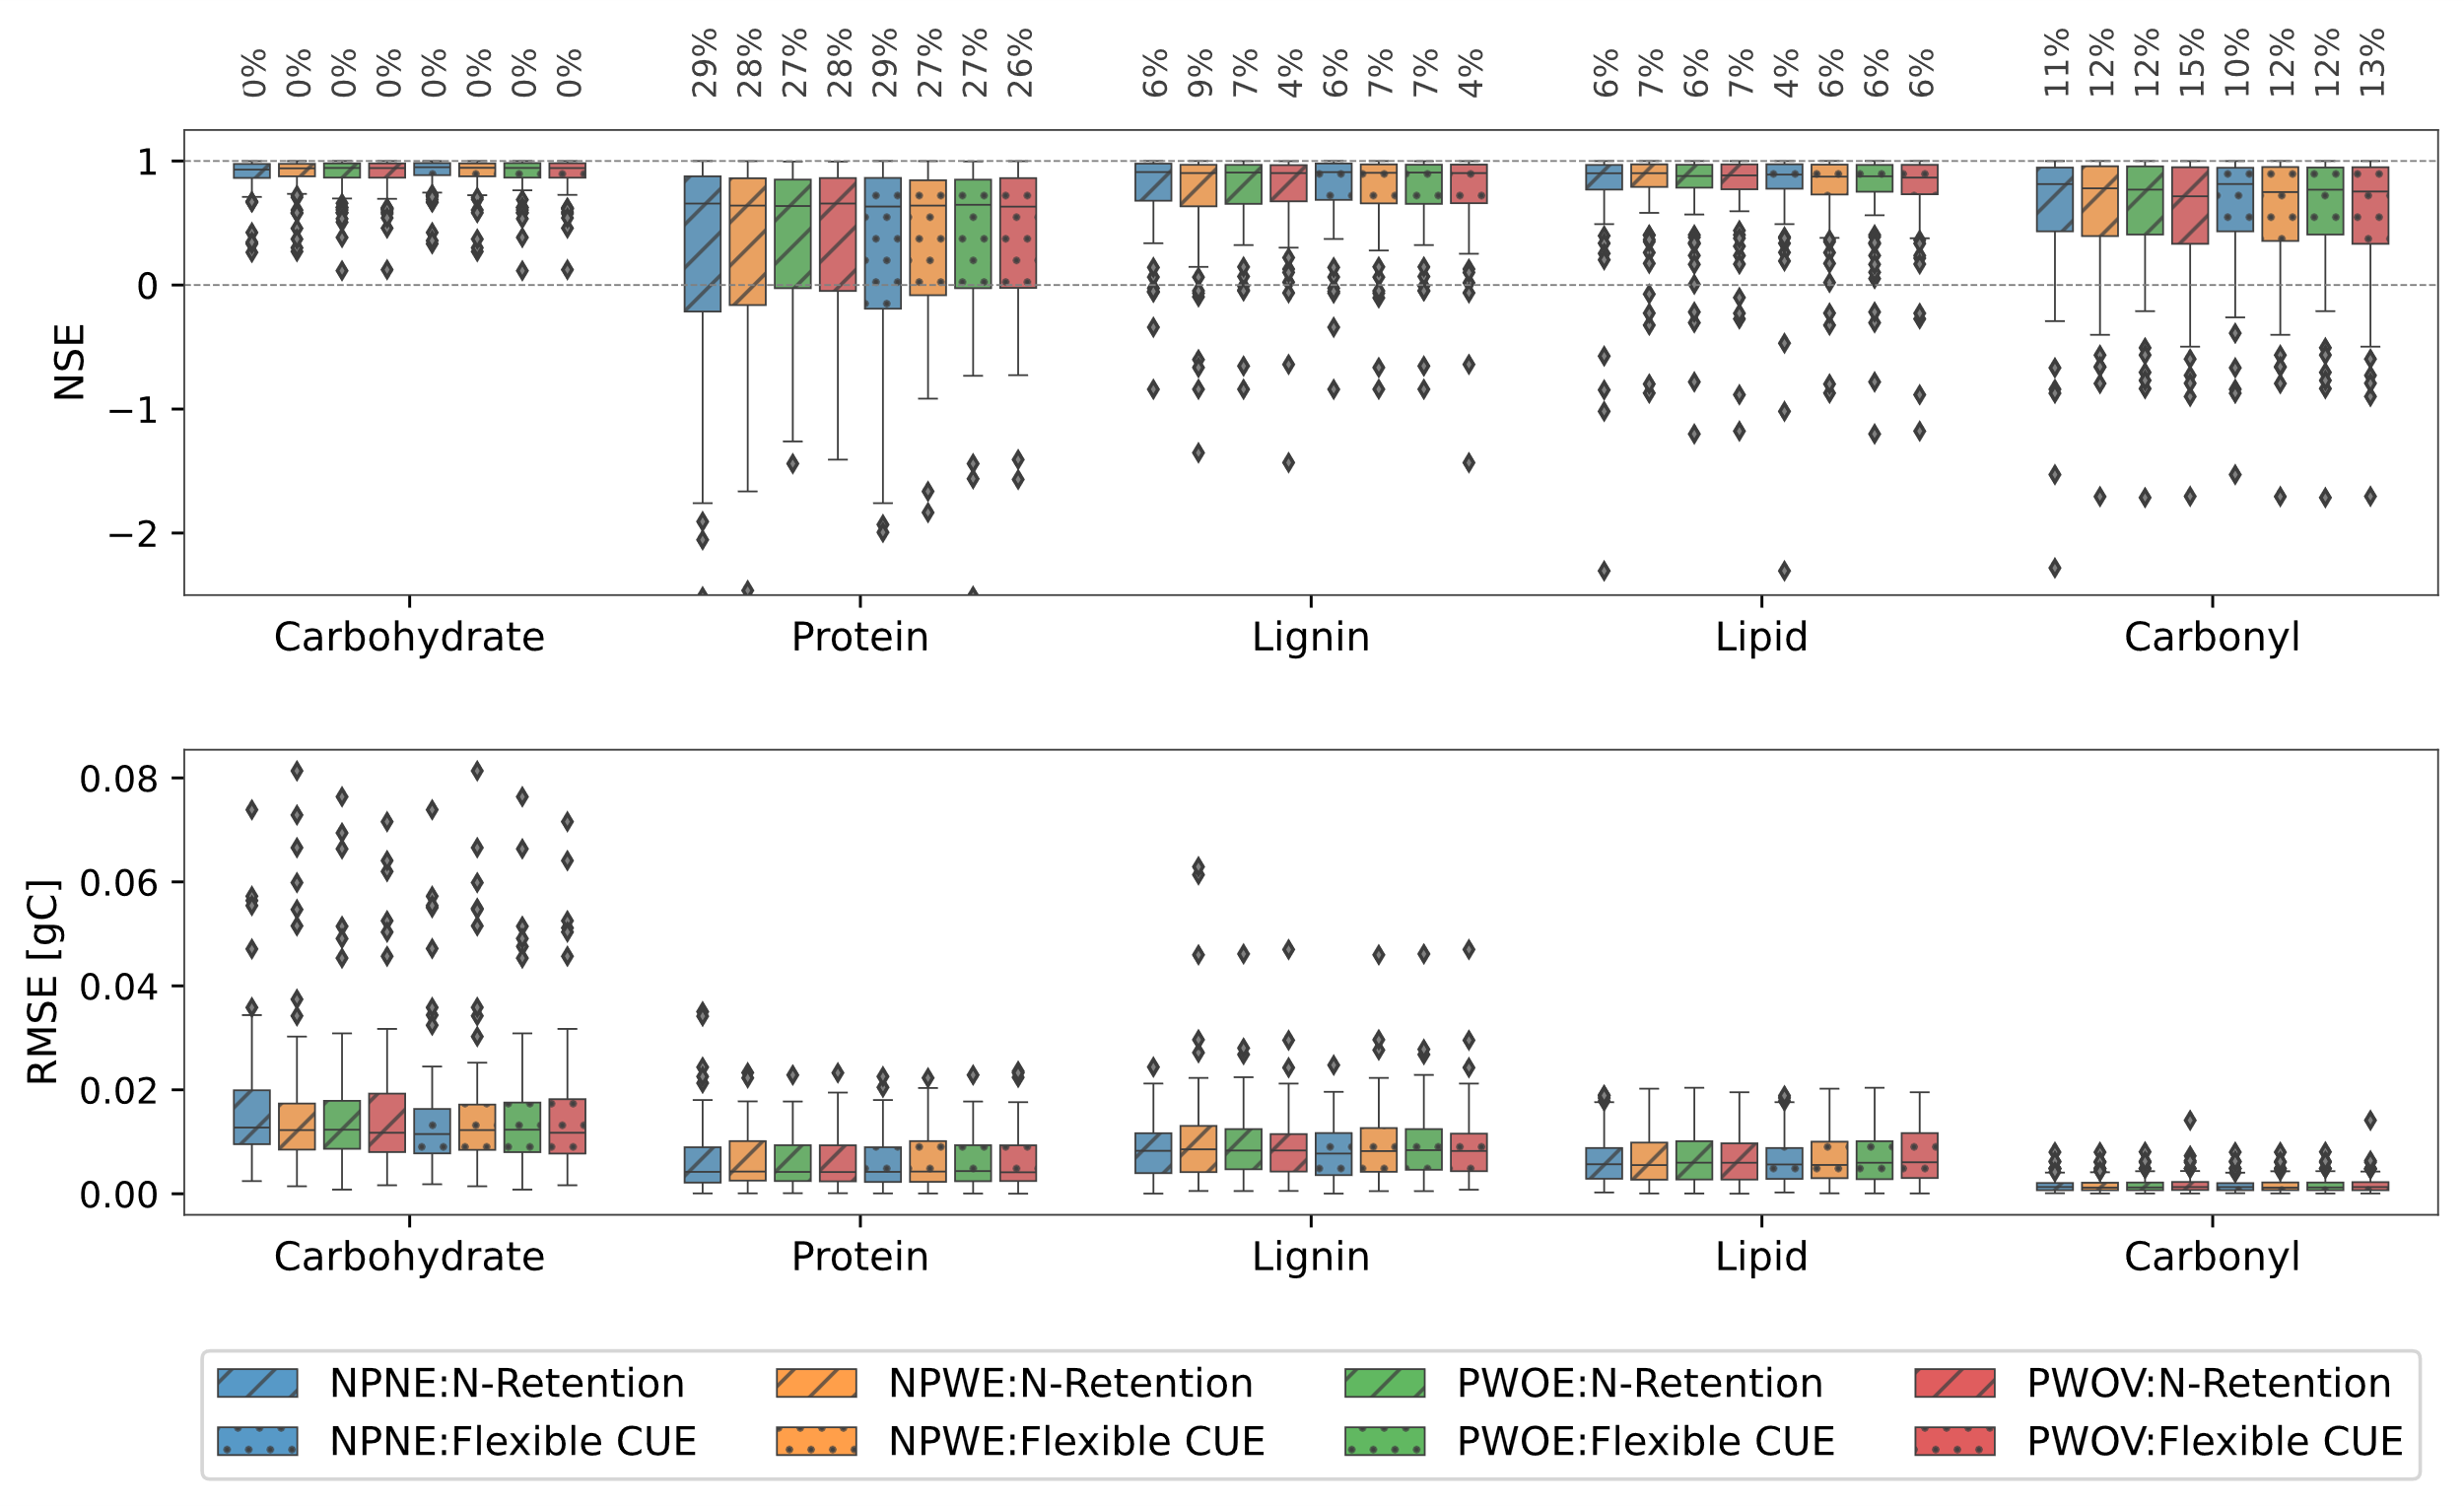 0% 0% 0% 0% 0% 0% 0% 0% 29% 28% 27% 28% 29% 27% 27% 26% 6% 9% 7% 4% 6% 7% 7% 4% 6% 7% 6% 7% 4% 6% 6% 6% 11% 12% 12% 15% 10% 12% 12% 13%
NSE
1
0
−1
−2
Carbohydrate Protein Lignin Lipid Carbonyl
RMSE [gC]
0.08
0.06
0.04
0.02
0.00
Carbohydrate Protein Lignin Lipid Carbonyl
NPNE:N-Retention NPWE:N-Retention PWOE:N-Retention PWOV:N-Retention
NPNE:Flexible CUE NPWE:Flexible CUE PWOE:Flexible CUE PWOV:Flexible CUE